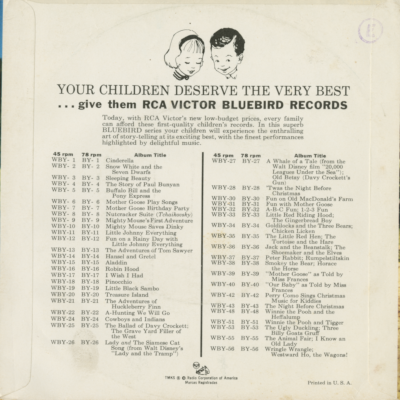 YOUR CHILDREN DESERVE THE VERY BEST
... give them RCA VICTOR BLUEBIRD RECORDS
Today, with RCA Victor's new low-budget prices, every family
can afford these first-quality children's records. In this superb
BLUEBIRD series your children will experience the enthralling
art of story-telling at its exciting best, with the finest performances
highlighted by delightful music.
45 rpm 78 rpm Album Title
WBY- 1 BY- 1 Cinderella
WBY- 2 BY- 2 Snow White and the
Seven Dwarfs
WBY- 3 BY- 3 Sleeping Beauty
WBY- 4 BY- 4 The Story of Paul Bunyan
WBY- 5 BY- 5 Buffalo Bill and the
Pony Express
WBY- 6 BY- 6 Mother Goose Play Songs
WBY- 7 BY- 7 Mother Goose Birthday Party
WBY- 8 BY- 8 Nutcracker Suite (Tchaikovsky)
BY- Mighty Mouse's First Adventure
WBY-10 BY-10 Mighty Mouse Saves Dinky
WBY-11 BY-11 Little Johnny Everything
WBY-12 BY-12 Fun on a Rainy Day with
Little Johnny Everything
WBY-13 BY-13 The Adventures of Tom Sawyer
WBY-14 BY-14 Hansel and Gretel
WBY-15 BY-15 Aladdin
WBY-16 BY-16 Robin Hood
WBY-17 BY-17 I Wish I Had
WBY-18 BY-18 Pinocchio
WBY-19 BY-19 Little Black Sambo
WBY-20 BY-20 Treasure Island
WBY-21 BY-21 The Adventures of
Huckleberry Finn
WBY-22 BY-22 A-Hunting We Will Go
WBY-24 BY-24 Cowboys and Indians
WBY-25 BY-25 The Ballad of Davy Crockett;
The Grave Yard Filler of
the West
WBY-26 BY-26 Lady and The Siamese Cat
Song (from Walt Disney's
"Lady and the Tramp")
45 rpm 78 rpm Album Title
WBY-27 BY-27 A Whale of a Tale (from the
Walt Disney film "20,000
Leagues Under the Sea");
Old Betsy (Davy Crockett's
Gun)
WBY-28 BY-28 'Twas the Night Before
Christmas
WBY-30 BY-30 Fun on Old MacDonald's Farm
WBY-31 BY-31 Fun with Mother Goose
WBY-32 BY-32 A-B-C Fun; 1-2-3 Fun
WBY-33 BY-33 Little Red Riding Hood;
The Gingerbread Boy
WBY-34 BY-34 Goldilocks and the Three Bears;
Chicken Licken
WBY-35 BY-35 The Little Red Hen; The
Tortoise and the Hare
WBY-36 BY-36 Jack and the Beanstalk; The
Shoemaker and the Elves
WBY-37 BY-37 Peter Rabbit; Rumpelstiltskin
WBY-38 BY-38 Smokey the Bear; Horace
the Horse
WBY-39 BY-39 "Mother Goose" as Told by
Miss Frances
WBY-40 BY-40 "Our Baby" as Told by
Miss Frances
WBY-42 BY-42 Perry Como Sings Christmas
Music for Kiddies
WBY-43 BY-43 The Night Before Christmas
WBY-48 BY-48 Winnie the Pooh and the
Heffalump
WBY-51 BY-51 Winnie the Pooh and Tigger
WBY-53 BY-53 The Ugly Duckling; Three
Billy Goats Gruff
WBY-55 BY-55 The Animal Fair; I Know an
Old Lady
WBY-56 BY-56 Wringle Wrangle;
Westward Ho, the Wagons!
TMKS ® © Radio Corporation of America
Marcas Registradas
Printed in U. S. A.